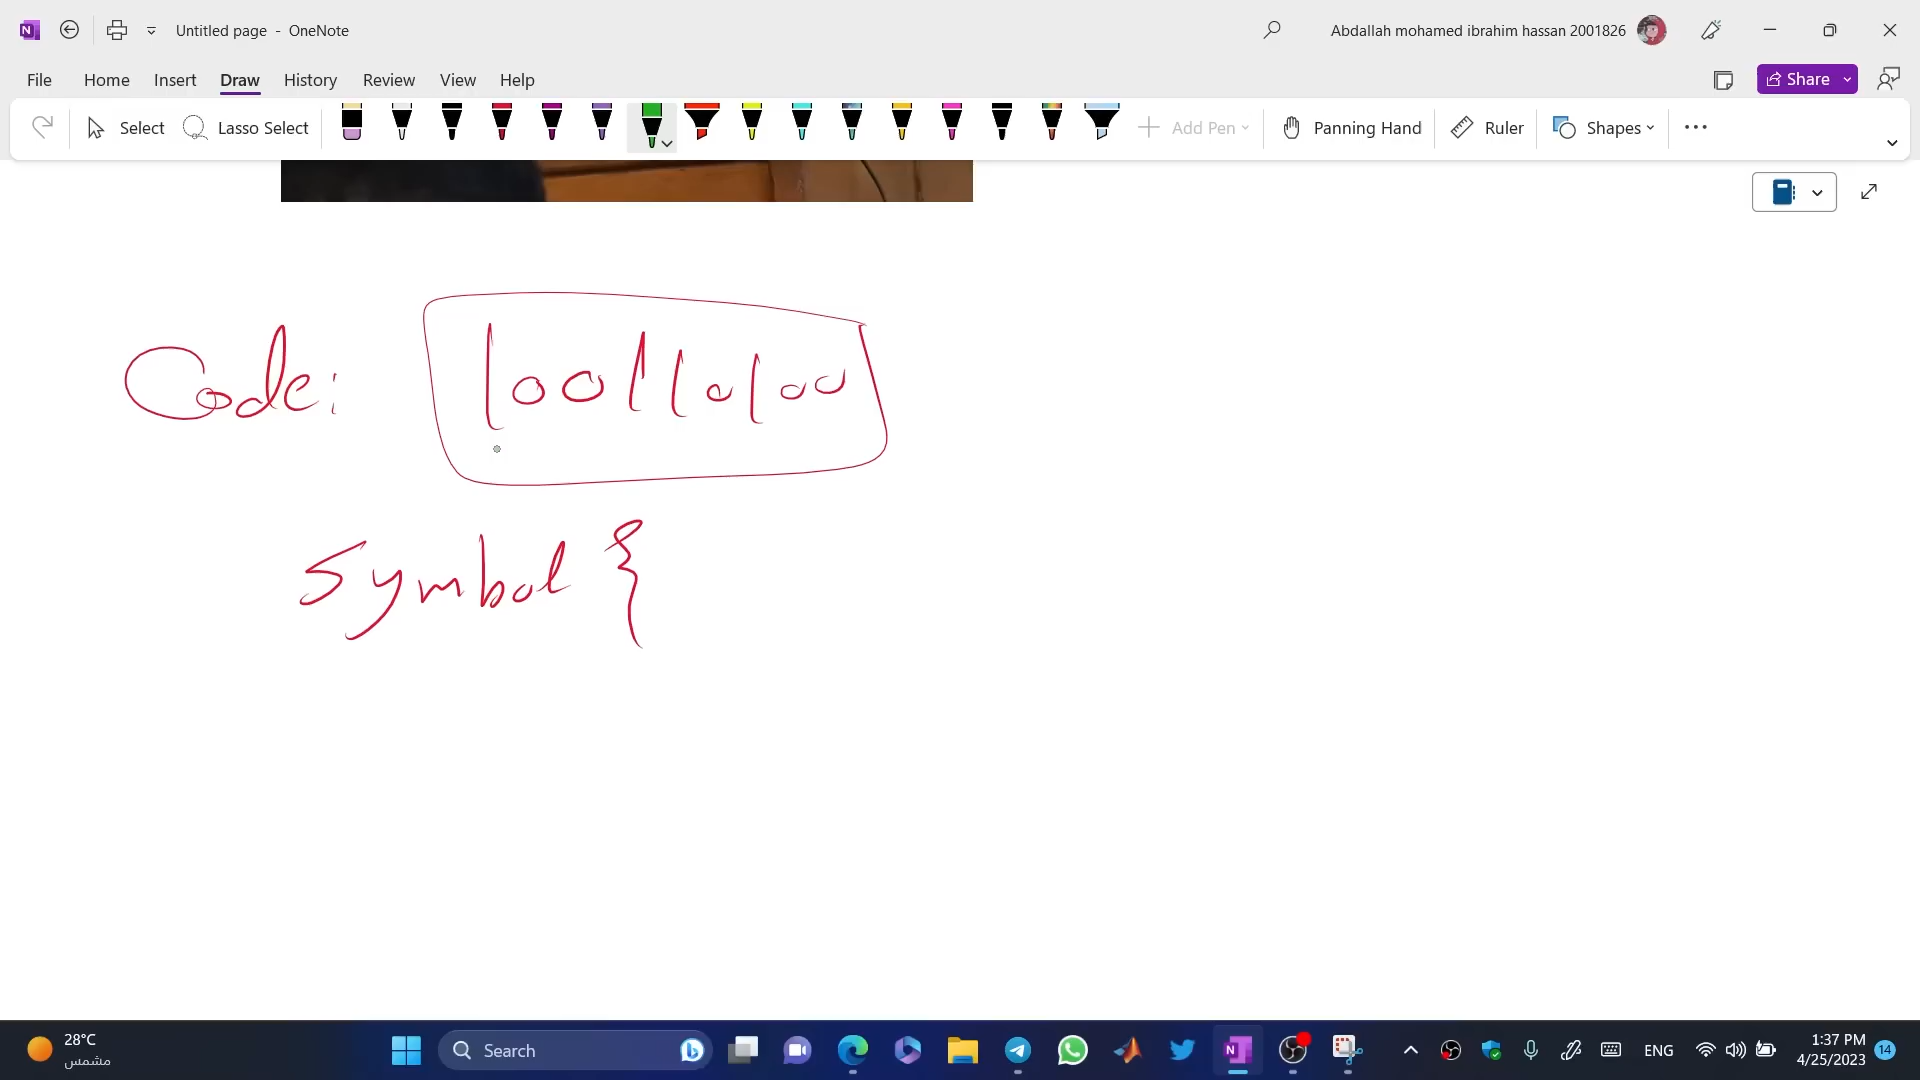 Untitled page - OneNote
Abdallah mohamed ibrahim hassan 2001826
File Home Insert Draw History Review View Help
Share
Select Lasso Select Add Pen Panning Hand Ruler Shapes
Code: 100110100
Symbol {
28°C
مشمس
Search
ENG
1:37 PM
4/25/2023
14